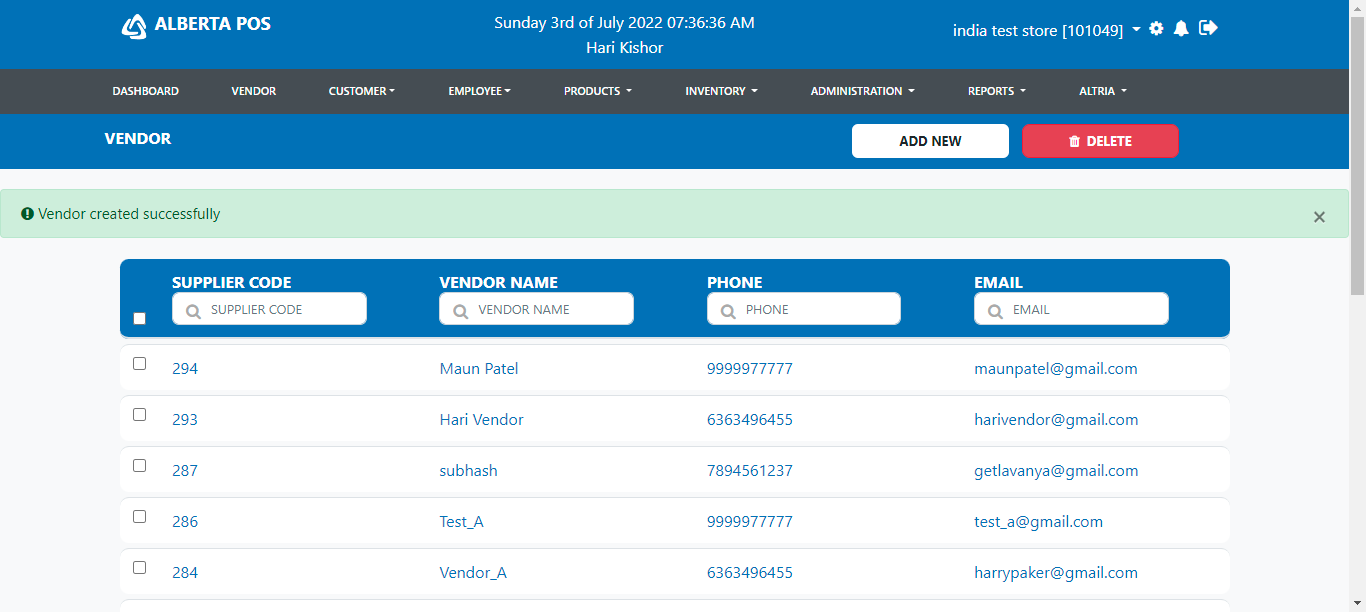 ALBERTA POS
Sunday 3rd of July 2022 07:36:36 AM
Hari Kishor
india test store [101049]
DASHBOARD VENDOR CUSTOMER EMPLOYEE PRODUCTS INVENTORY ADMINISTRATION REPORTS ALTRIA
VENDOR ADD NEW DELETE
Vendor created successfully ×
SUPPLIER CODE VENDOR NAME PHONE EMAIL
SUPPLIER CODE VENDOR NAME PHONE EMAIL
294 Maun Patel 9999977777 maunpatel@gmail.com
293 Hari Vendor 6363496455 harivendor@gmail.com
287 subhash 7894561237 getlavanya@gmail.com
286 Test_A 9999977777 test_a@gmail.com
284 Vendor_A 6363496455 harrypaker@gmail.com